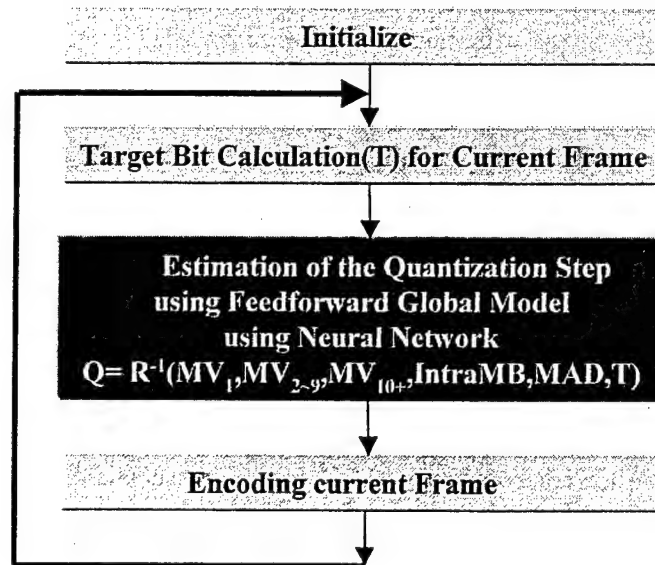 Initialize
Target Bit Calculation(T) for Current Frame
Estimation of the Quantization Step
using Feedforward Global Model
using Neural Network
Q= R⁻¹(MV₁,MV₂~₉,MV₁₀₊,IntraMB,MAD,T)
Encoding current Frame